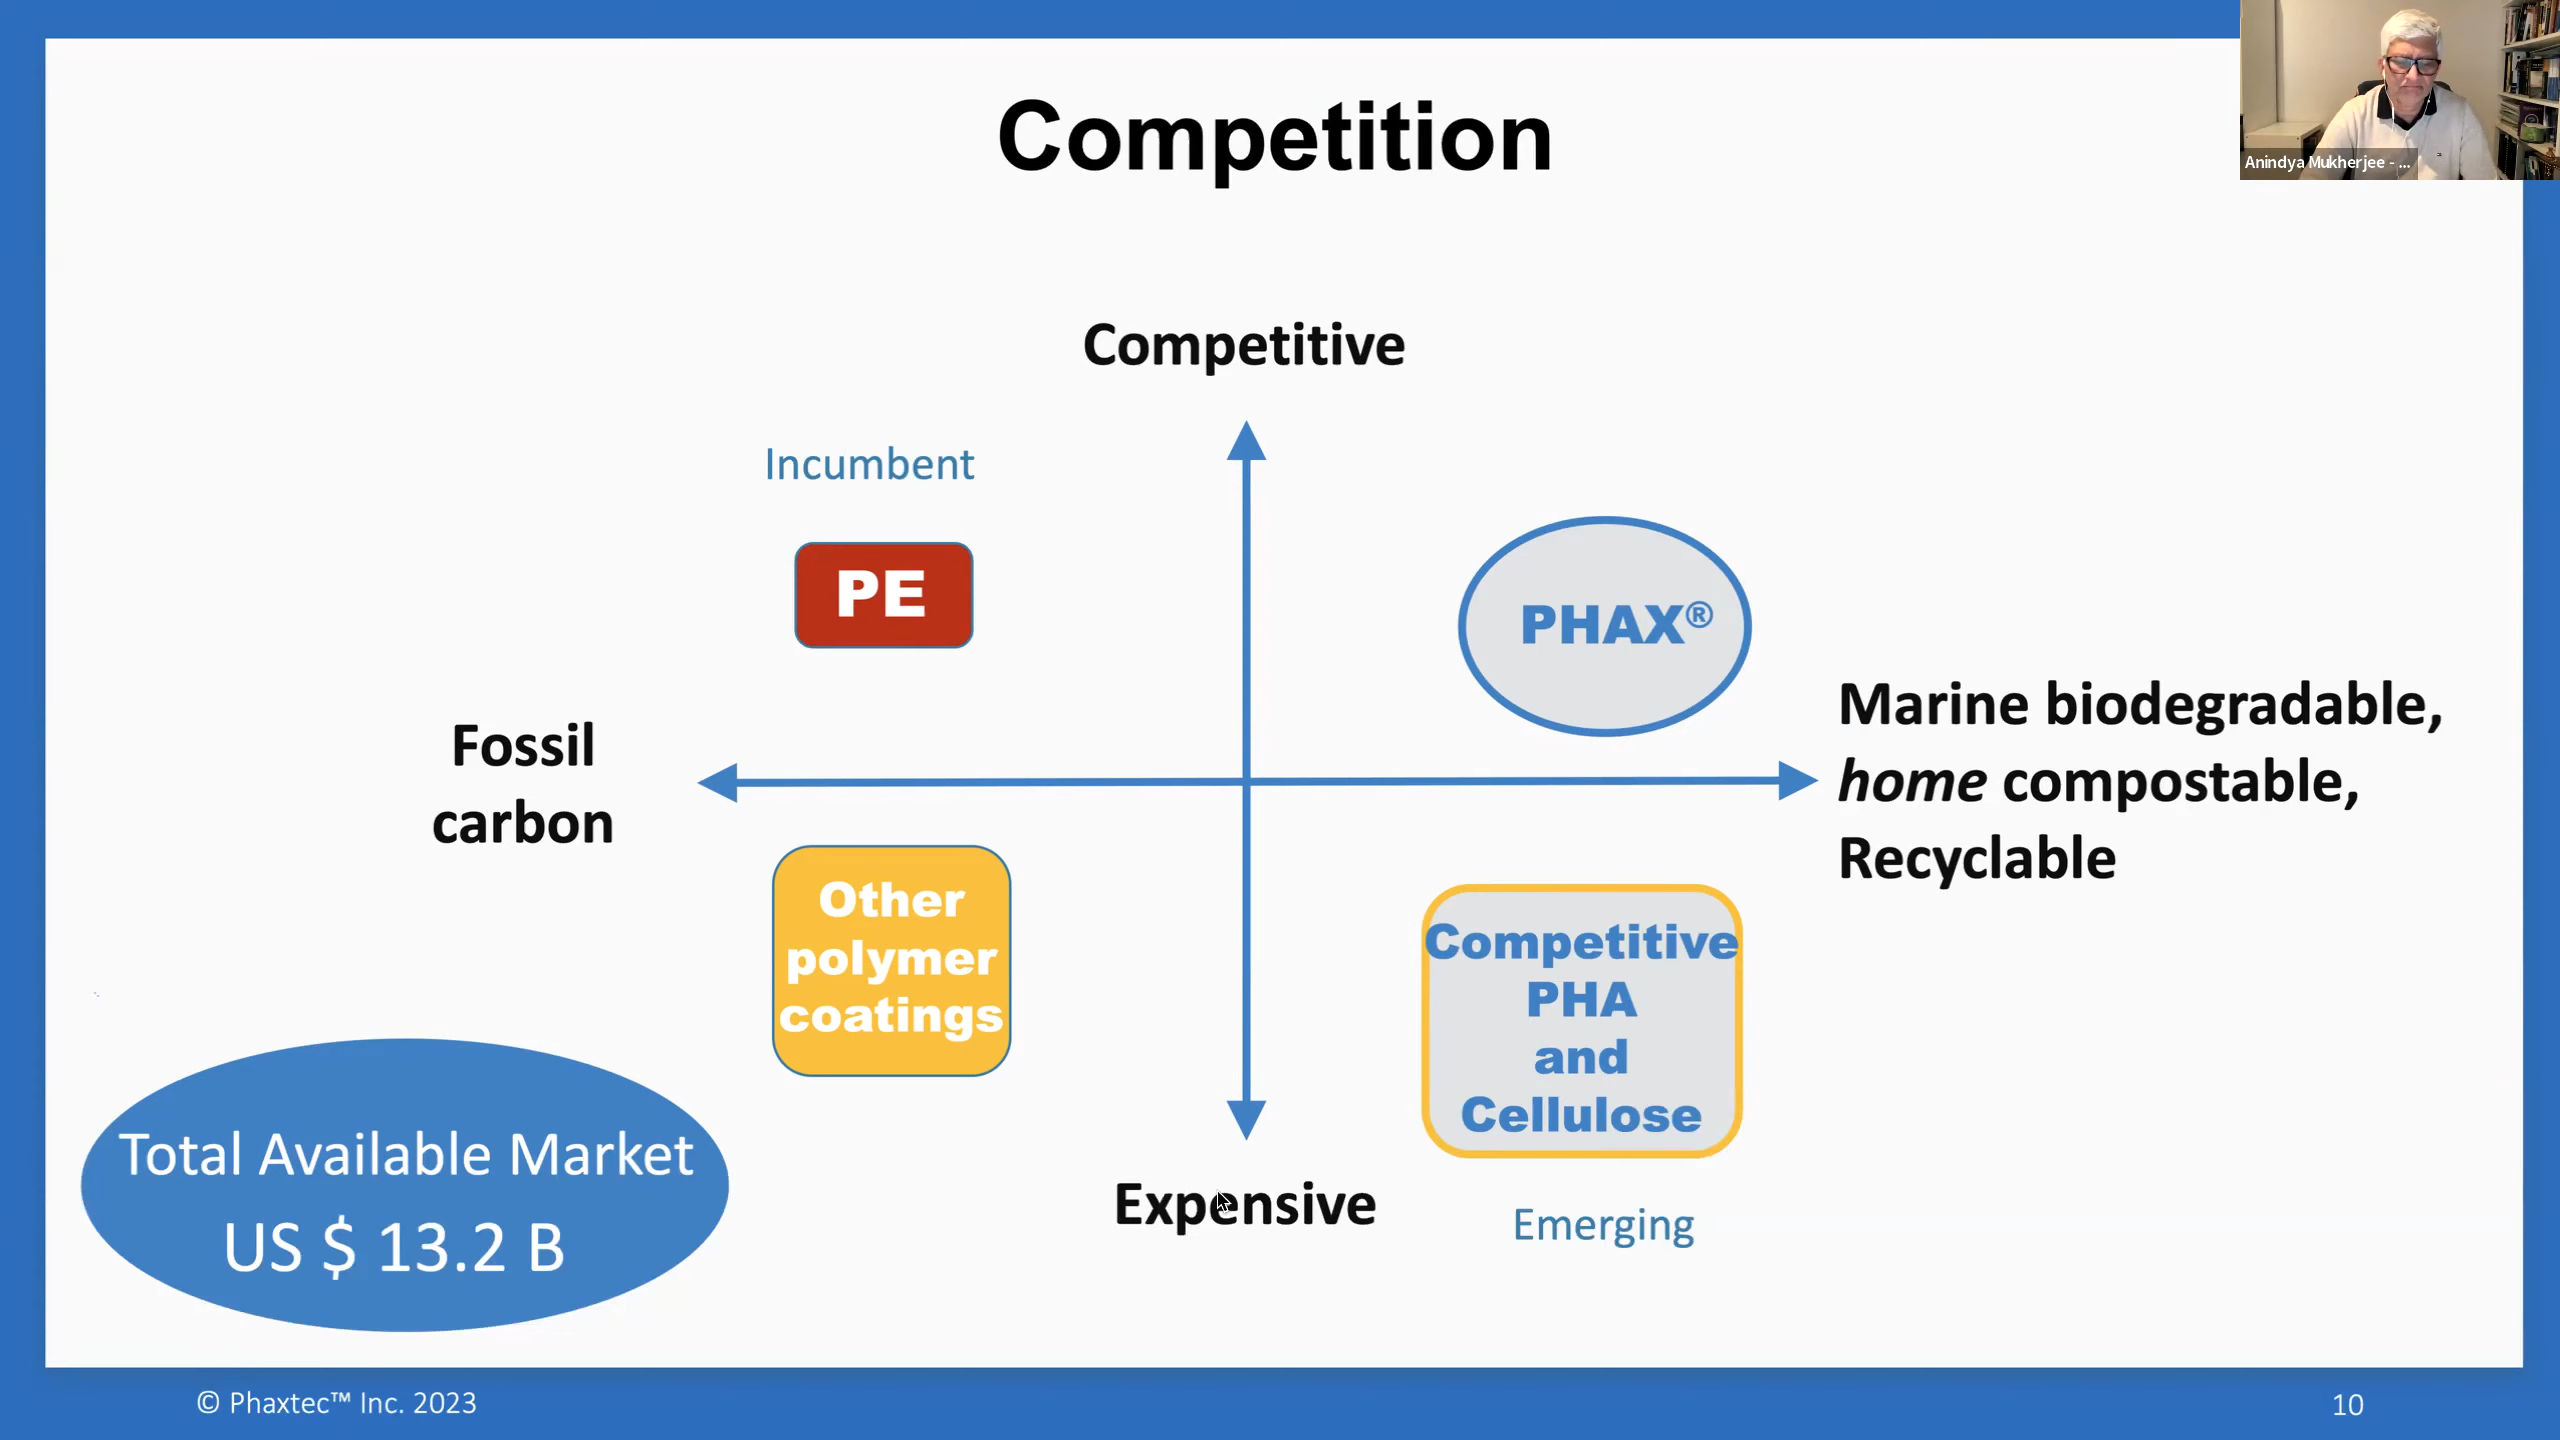 Competition
Anindya Mukherjee - ...
Competitive
Incumbent
PE
PHAX®
Fossil
carbon
Marine biodegradable,
home compostable,
Recyclable
Other
polymer
coatings
Competitive
PHA
and
Cellulose
Total Available Market
US $ 13.2 B
Expensive
Emerging
© Phaxtec™ Inc. 2023
10